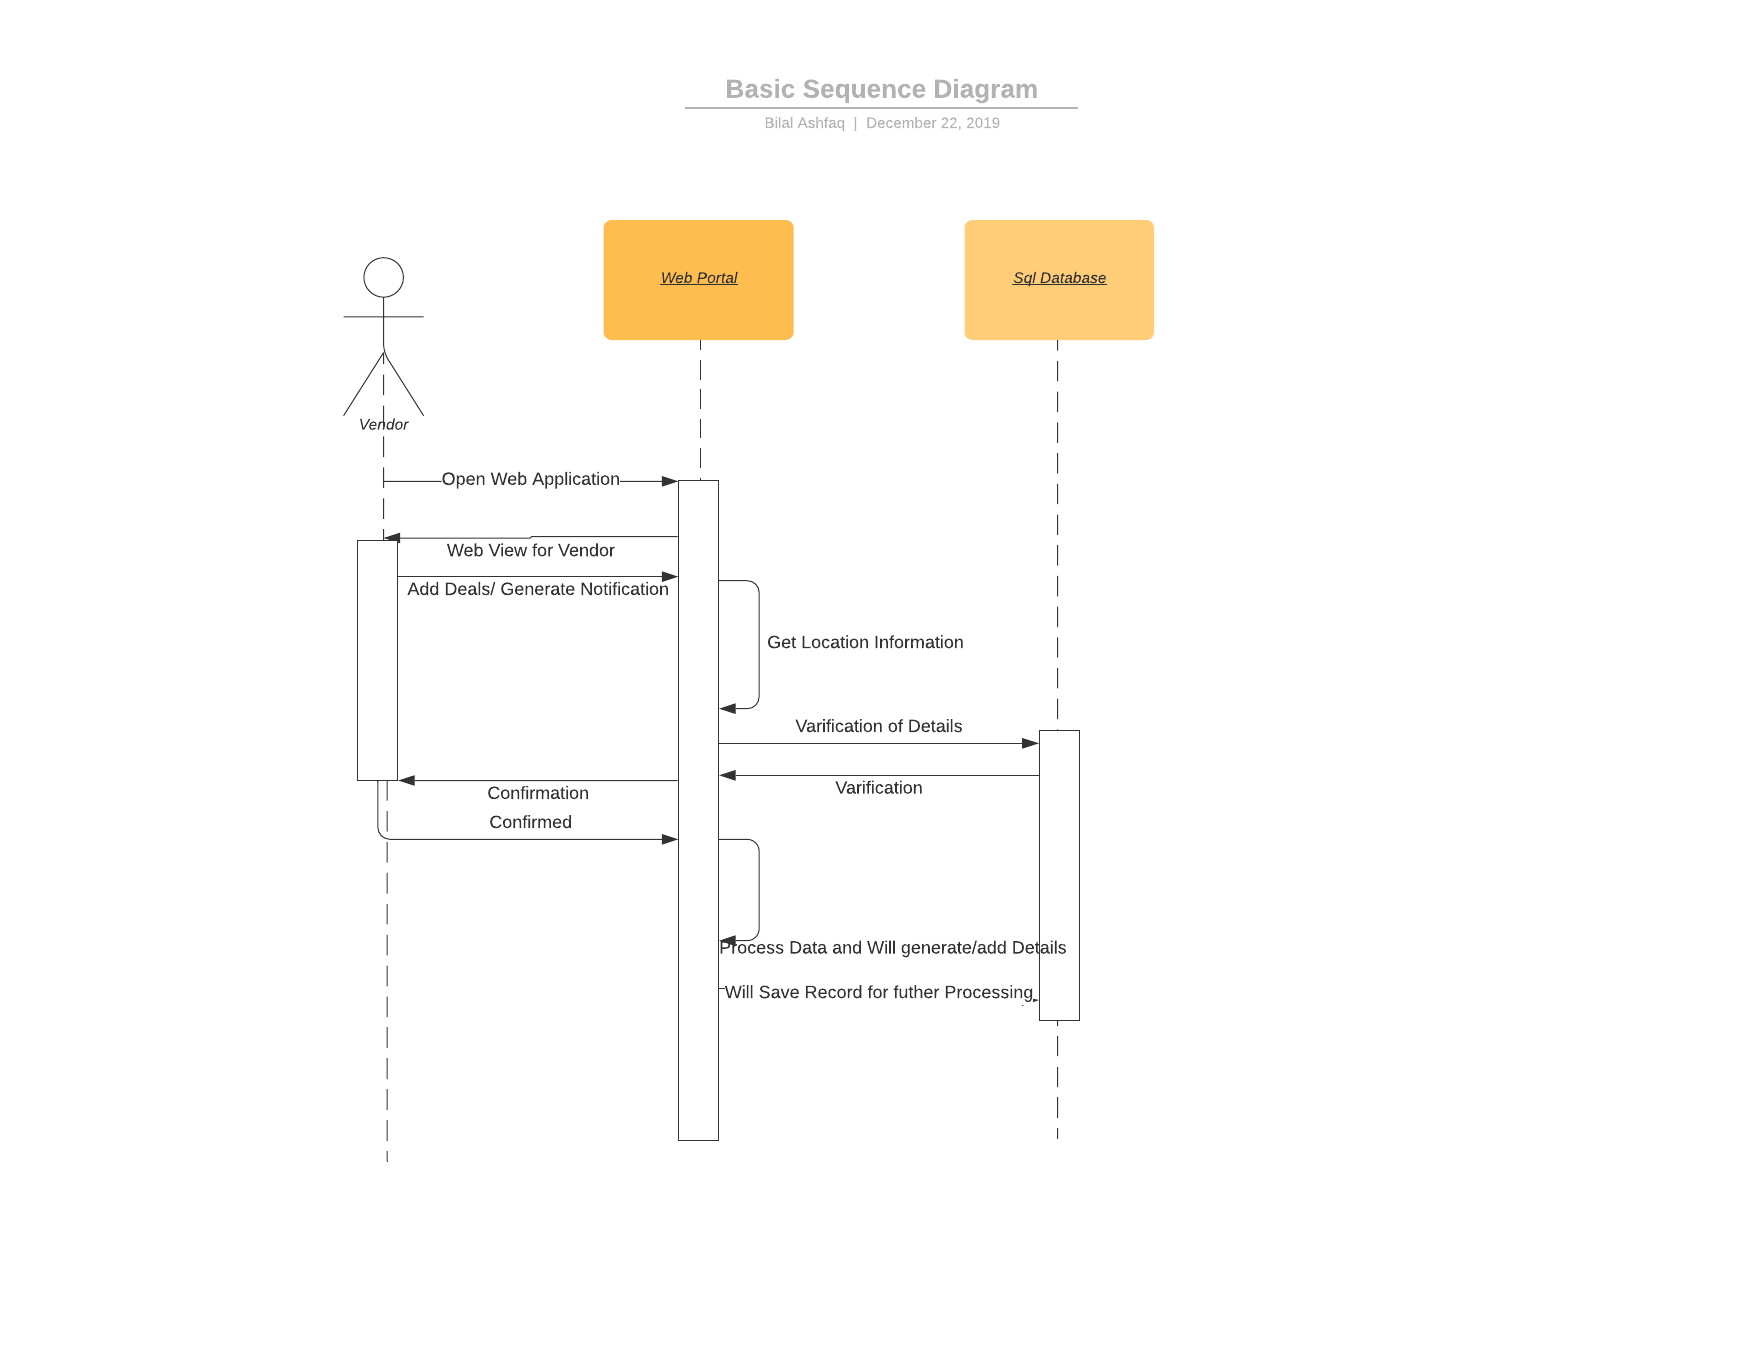 Basic Sequence Diagram
Bilal Ashfaq | December 22, 2019
Web Portal
Sql Database
Vendor
Open Web Application
Web View for Vendor
Add Deals/ Generate Notification
Get Location Information
Varification of Details
Varification
Confirmation
Confirmed
Process Data and Will generate/add Details
Will Save Record for futher Processing